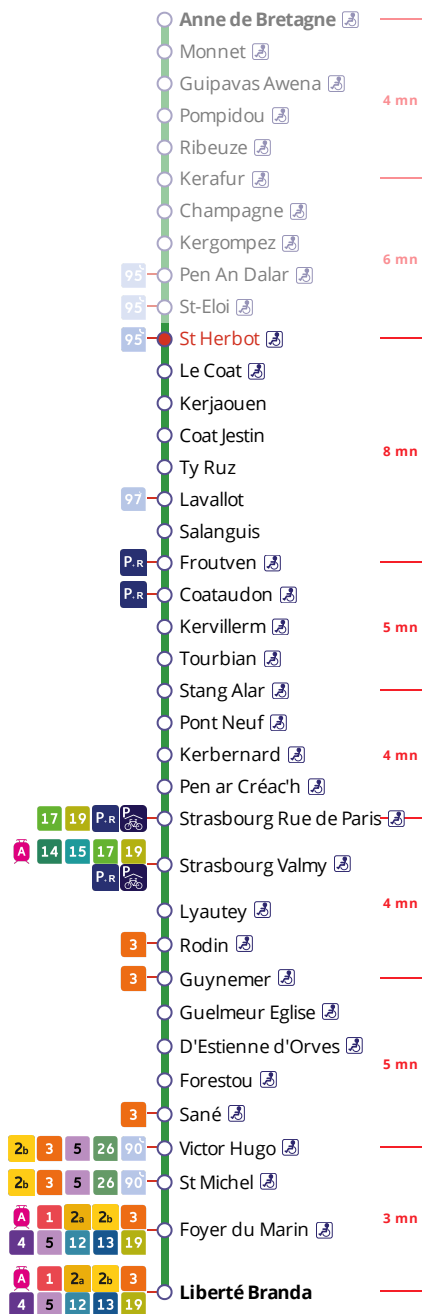 Anne de Bretagne
Monnet
Guipavas Awena
4 mn
Pompidou
Ribeuze
Kerafur
Champagne
Kergompez
6 mn
95 Pen An Dalar
95 St-Eloi
95 St Herbot
Le Coat
Kerjaouen
Coat Jestin
8 mn
Ty Ruz
97 Lavallot
Salanguis
P+R Froutven
P+R Coataudon
Kervillerm
5 mn
Tourbian
Stang Alar
Pont Neuf
Kerbernard
4 mn
Pen ar Créac'h
17 19 P+R P Strasbourg Rue de Paris
A 14 15 17 19
P+R P
Strasbourg Valmy
4 mn
Lyautey
3 Rodin
3 Guynemer
Guelmeur Eglise
D'Estienne d'Orves
5 mn
Forestou
3 Sané
2b 3 5 26 90 Victor Hugo
2b 3 5 26 90 St Michel
A 1 2a 2b 3
4 5 12 13 19
Foyer du Marin
3 mn
A 1 2a 2b 3
4 5 12 13 19
Liberté Branda